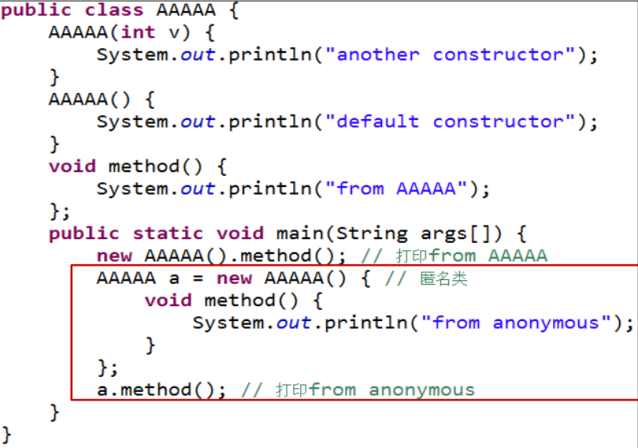 public class AAAAA {
    AAAAA(int v) {
        System.out.println("another constructor");
    }
    AAAAA() {
        System.out.println("default constructor");
    }
    void method() {
        System.out.println("from AAAAA");
    };
    public static void main(String args[]) {
        new AAAAA().method(); // 打印from AAAAA
        AAAAA a = new AAAAA() { // 匿名类
            void method() {
                System.out.println("from anonymous");
            }
        };
        a.method(); // 打印from anonymous
    }
}